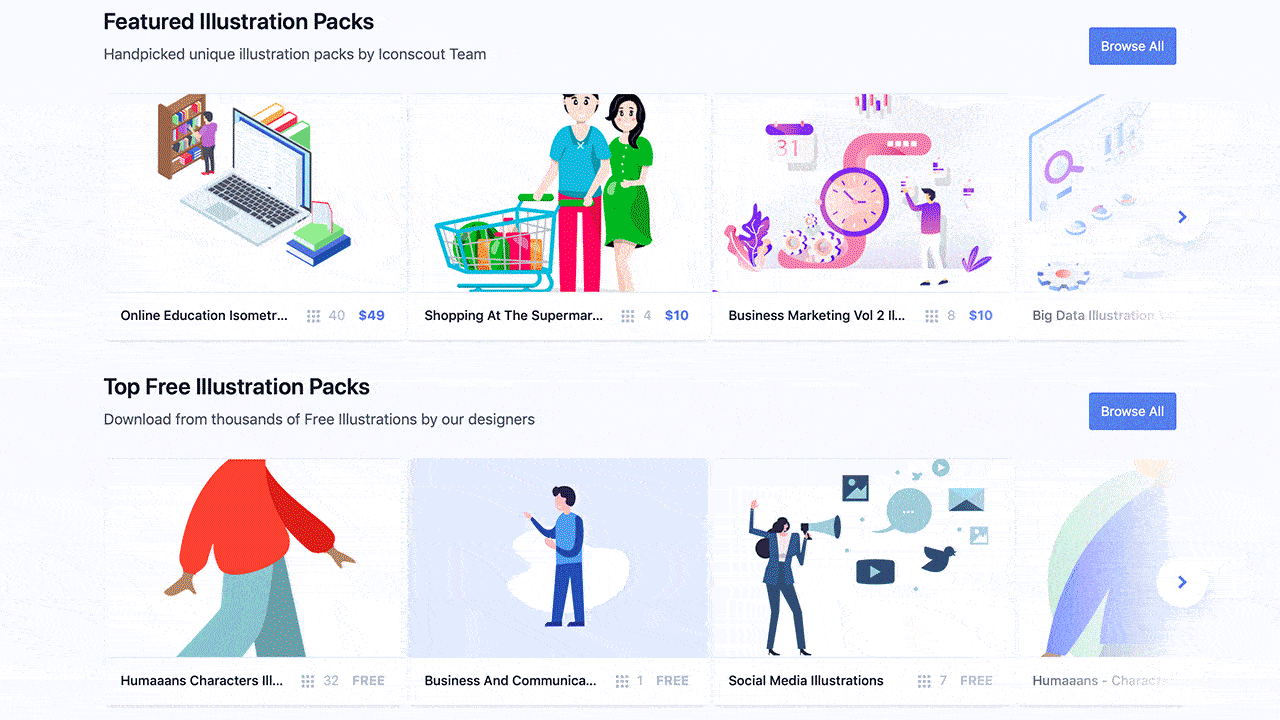 Featured Illustration Packs
Handpicked unique illustration packs by Iconscout Team
Browse All
31
Online Education Isometr... 40 $49
Shopping At The Supermar... 4 $10
Business Marketing Vol 2 Il... 8 $10
Big Data Illustration
Top Free Illustration Packs
Download from thousands of Free Illustrations by our designers
Browse All
Humaaans Characters Ill... 32 FREE
Business And Communica... 1 FREE
Social Media Illustrations 7 FREE
Humaaans - Charact